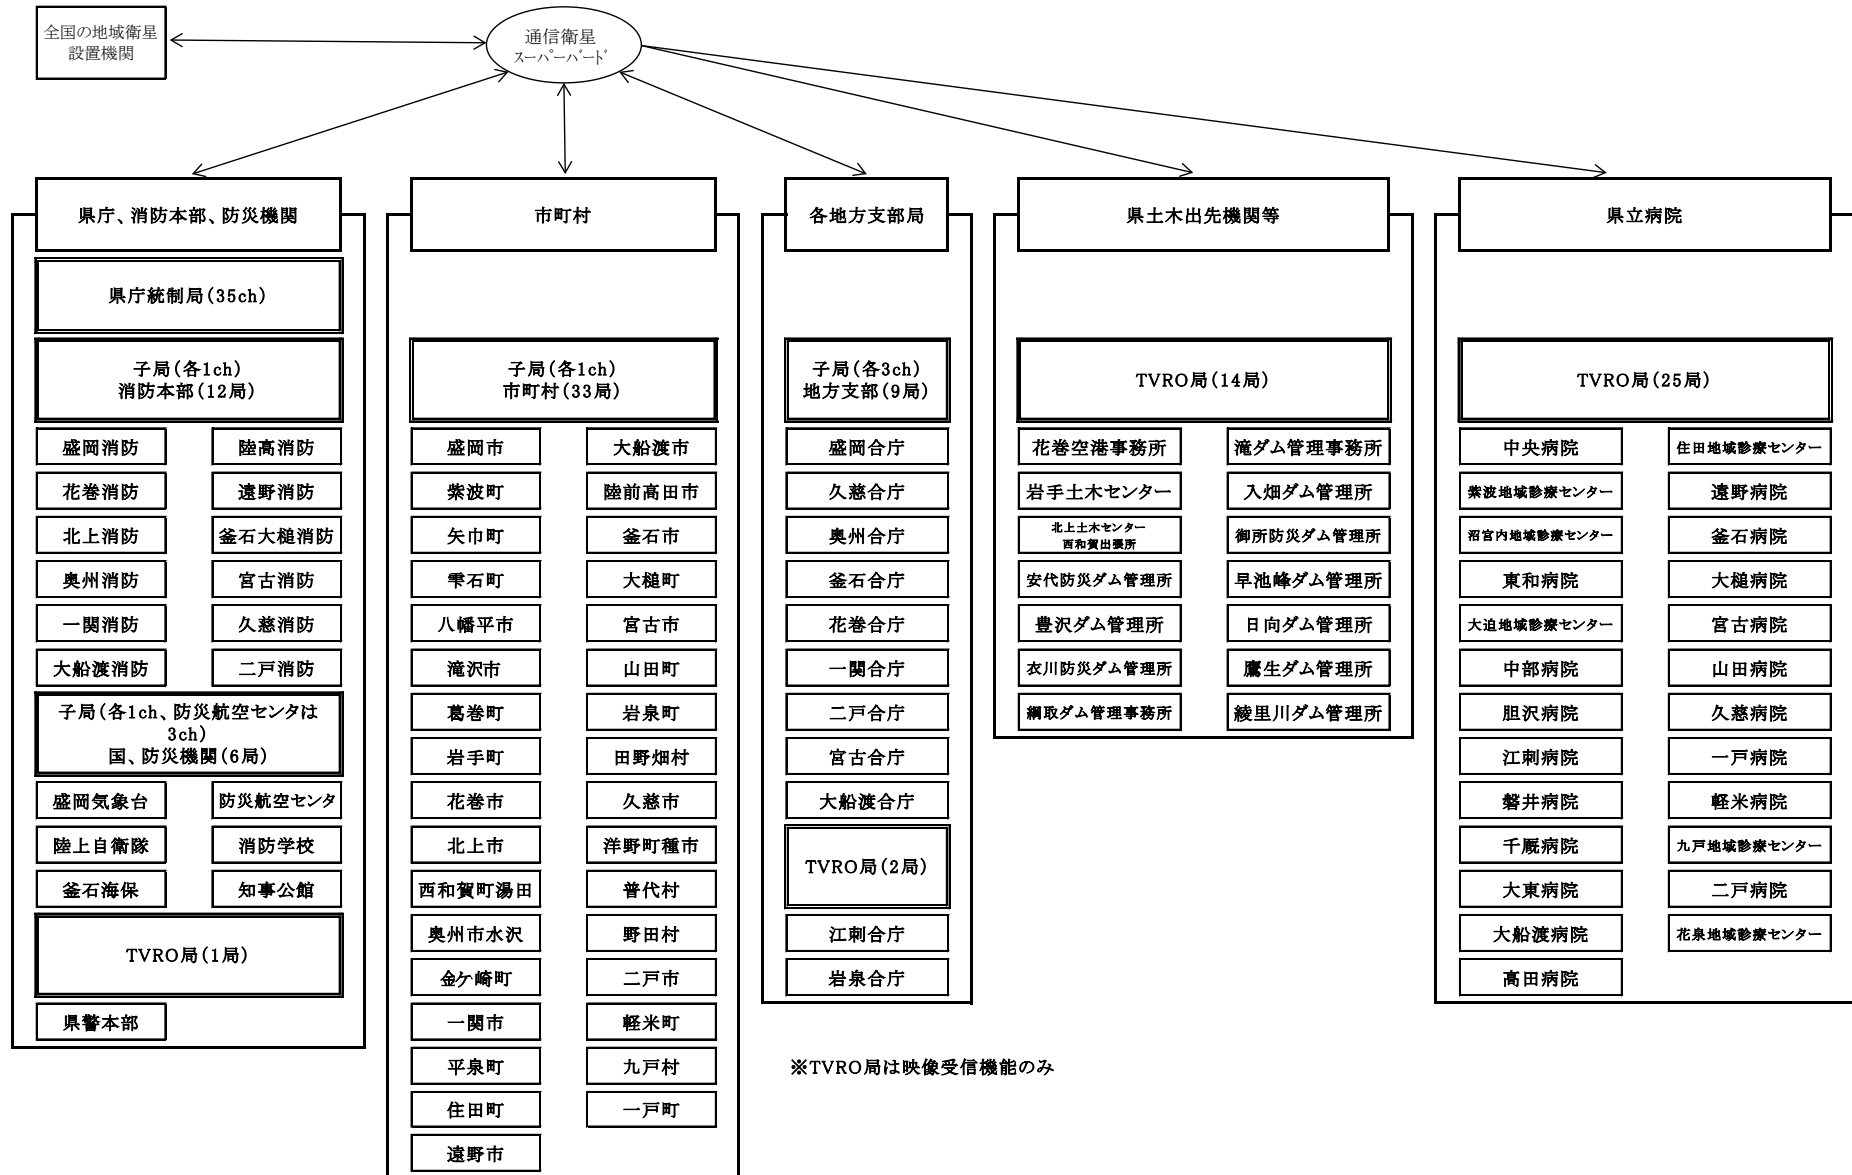 全国の地域衛星
設置機関
通信衛星
スーパーバード
県庁、消防本部、防災機関
県庁統制局(35ch)
子局(各1ch)
消防本部(12局)
盛岡消防
陸高消防
花巻消防
遠野消防
北上消防
釜石大槌消防
奥州消防
宮古消防
一関消防
久慈消防
大船渡消防
二戸消防
子局(各1ch、防災航空センタは
3ch)
国、防災機関(6局)
盛岡気象台
防災航空センタ
陸上自衛隊
消防学校
釜石海保
知事公館
TVRO局(1局)
県警本部
市町村
子局(各1ch)
市町村(33局)
盛岡市
大船渡市
紫波町
陸前高田市
矢巾町
釜石市
雫石町
大槌町
八幡平市
宮古市
滝沢市
山田町
葛巻町
岩泉町
岩手町
田野畑村
花巻市
久慈市
北上市
洋野町種市
西和賀町湯田
普代村
奥州市水沢
野田村
金ケ崎町
二戸市
一関市
軽米町
平泉町
九戸村
住田町
一戸町
遠野市
各地方支部局
子局(各3ch)
地方支部(9局)
盛岡合庁
久慈合庁
奥州合庁
釜石合庁
花巻合庁
一関合庁
二戸合庁
宮古合庁
大船渡合庁
TVRO局(2局)
江刺合庁
岩泉合庁
県土木出先機関等
TVRO局(14局)
花巻空港事務所
滝ダム管理事務所
岩手土木センター
入畑ダム管理所
北上土木センター
西和賀出張所
御所防災ダム管理所
安代防災ダム管理所
早池峰ダム管理所
豊沢ダム管理所
日向ダム管理所
衣川防災ダム管理所
鷹生ダム管理所
綱取ダム管理事務所
綾里川ダム管理所
県立病院
TVRO局(25局)
中央病院
住田地域診療センター
紫波地域診療センター
遠野病院
沼宮内地域診療センター
釜石病院
東和病院
大槌病院
大迫地域診療センター
宮古病院
中部病院
山田病院
胆沢病院
久慈病院
江刺病院
一戸病院
磐井病院
軽米病院
千厩病院
九戸地域診療センター
大東病院
二戸病院
大船渡病院
花泉地域診療センター
高田病院
※TVRO局は映像受信機能のみ